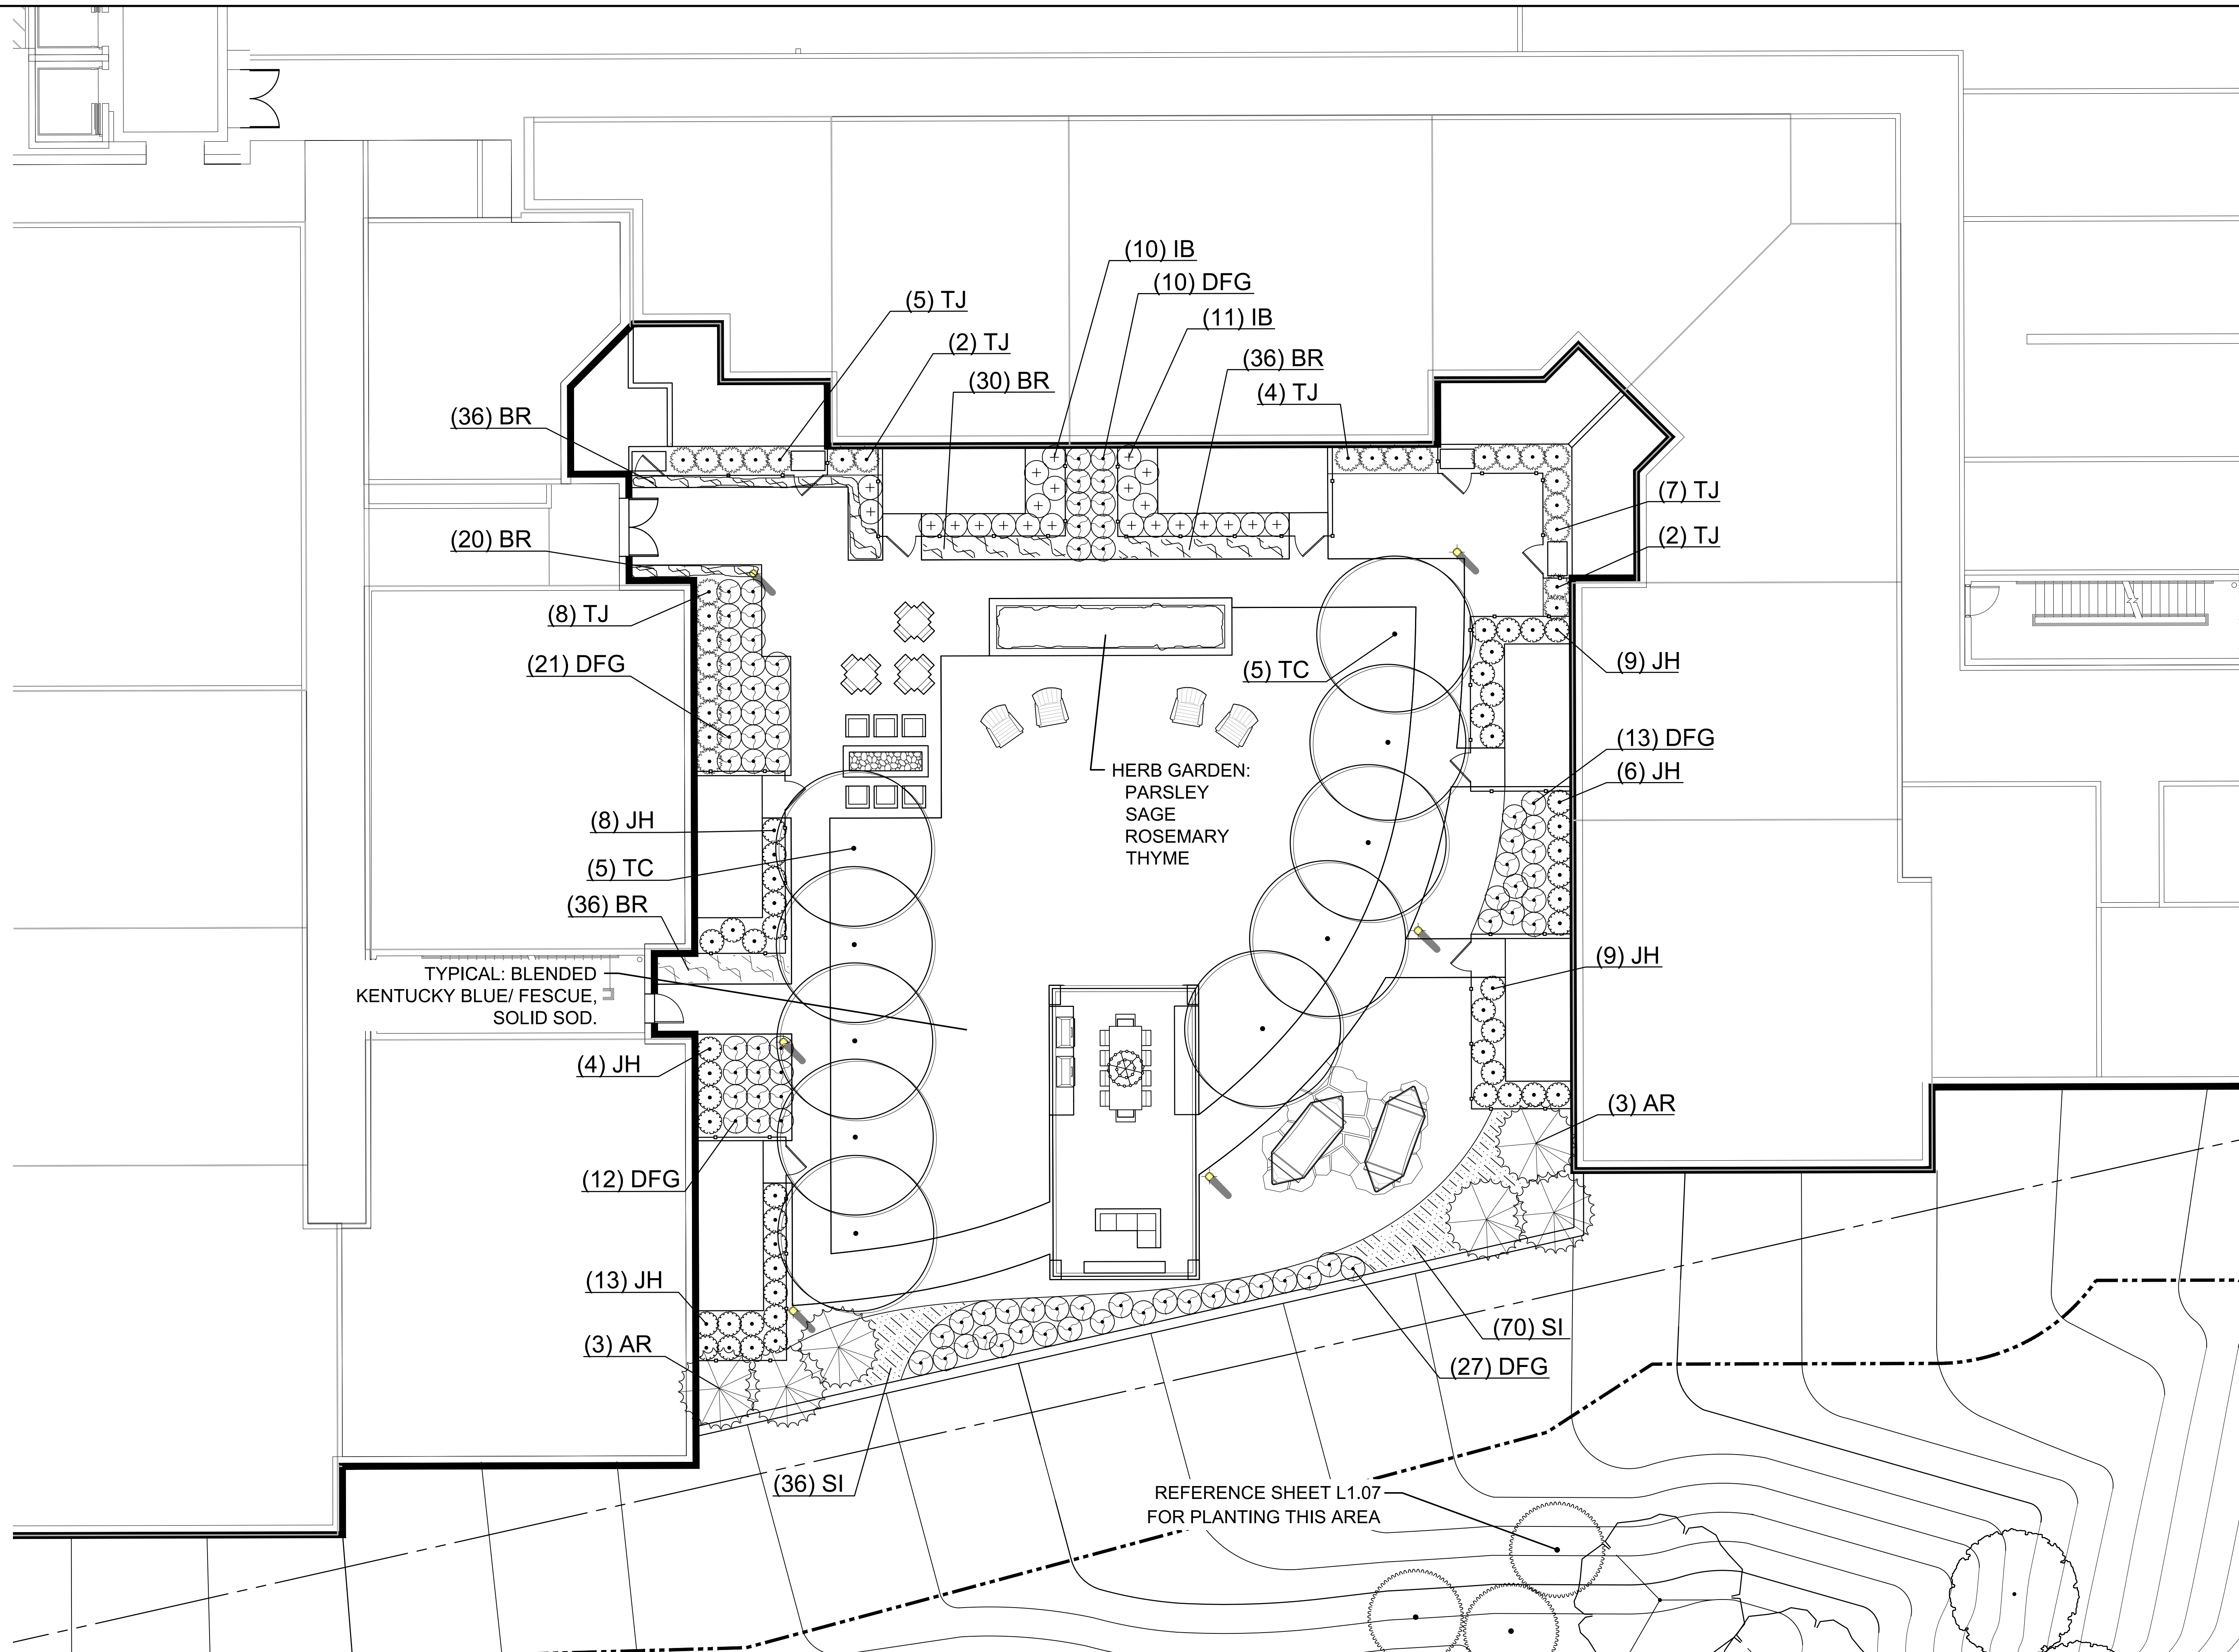 (10) IB
(10) DFG
(5) TJ
(11) IB
(2) TJ
(36) BR
(30) BR
(4) TJ
(36) BR
(7) TJ
(20) BR
(2) TJ
(8) TJ
(21) DFG
(9) JH
(5) TC
(13) DFG
(6) JH
HERB GARDEN:
PARSLEY
SAGE
ROSEMARY
THYME
(8) JH
(5) TC
(36) BR
(9) JH
TYPICAL: BLENDED
KENTUCKY BLUE/ FESCUE,
SOLID SOD.
(4) JH
(3) AR
(12) DFG
(13) JH
(3) AR
(70) SI
(27) DFG
(36) SI
REFERENCE SHEET L1.07
FOR PLANTING THIS AREA